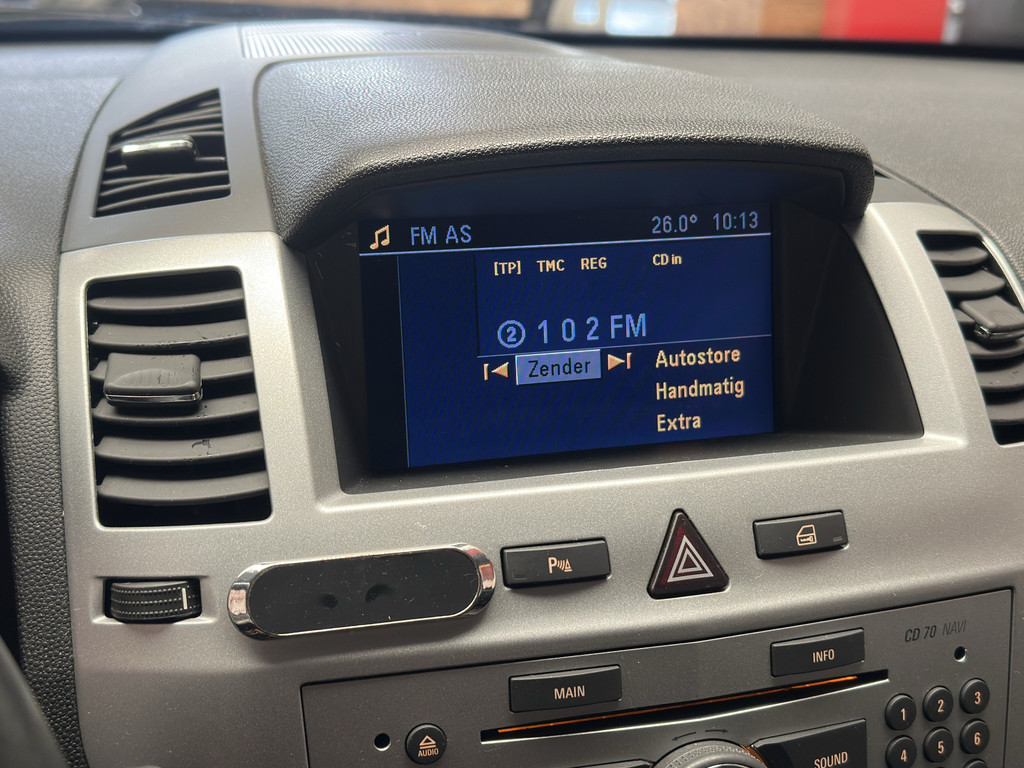 FM AS 26.0° 10:13
[TP] TMC REG CD in
2 1 0 2 FM
Zender
Autostore
Handmatig
Extra
P
CD 70 NAVI
INFO
MAIN
AUDIO
1 2 3
4 5 6
SOUND